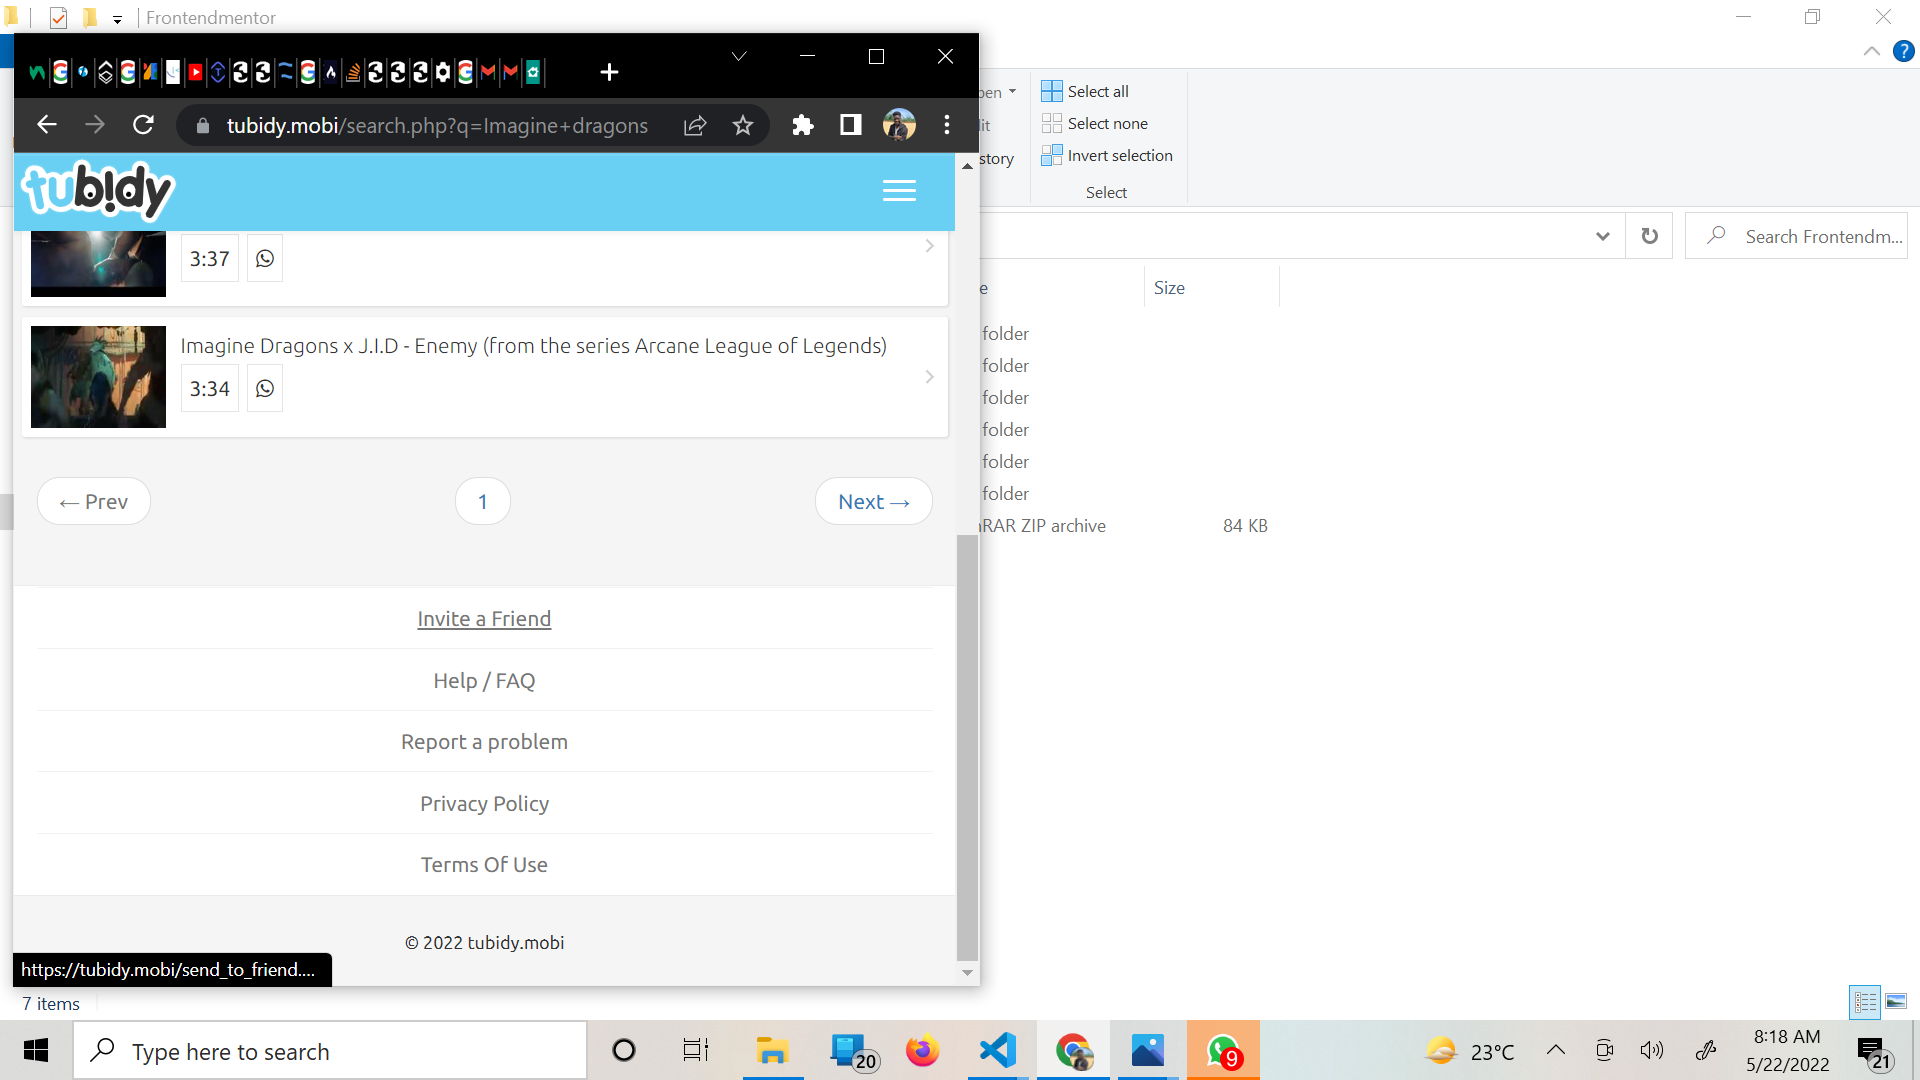 Frontendmentor
tubidy.mobi/search.php?q=Imagine+dragons
tubidy
3:37
Imagine Dragons x J.I.D - Enemy (from the series Arcane League of Legends)
3:34
← Prev
1
Next →
Invite a Friend
Help / FAQ
Report a problem
Privacy Policy
Terms Of Use
© 2022 tubidy.mobi
https://tubidy.mobi/send_to_friend....
Select all
Select none
Invert selection
Select
Search Frontendm...
Size
folder
folder
folder
folder
folder
folder
RAR ZIP archive
84 KB
7 items
Type here to search
20
9
23°C
8:18 AM
5/22/2022
21